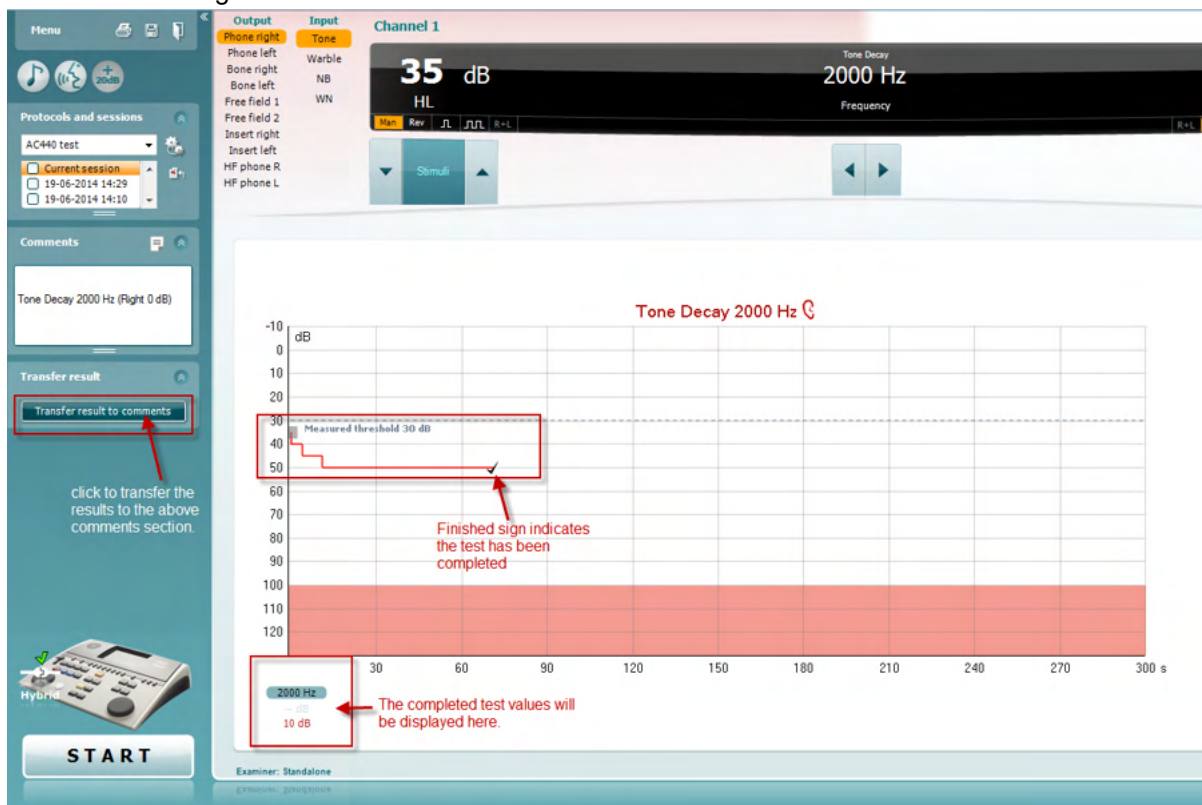 Menu
20dB
Protocols and sessions
AC440 test
Current session
19-06-2014 14:29
19-06-2014 14:10
Comments
Tone Decay 2000 Hz (Right 0 dB)
Transfer result
Transfer result to comments
click to transfer the
results to the above
comments section.
Hybrid
START
Output
Phone right
Phone left
Bone right
Bone left
Free field 1
Free field 2
Insert right
Insert left
HF phone R
HF phone L
Input
Tone
Warble
NB
WN
Channel 1
35 dB
HL
Man Rev R+L
Tone Decay
2000 Hz
Frequency
R+L
Stimuli
Tone Decay 2000 Hz
dB
-10
0
10
20
30
40
50
60
70
80
90
100
110
120
Measured threshold 30 dB
Finished sign indicates
the test has been
completed
30 60 90 120 150 180 210 240 270 300 s
2000 Hz
-- dB
10 dB
The completed test values will
be displayed here.
Examiner: Standalone